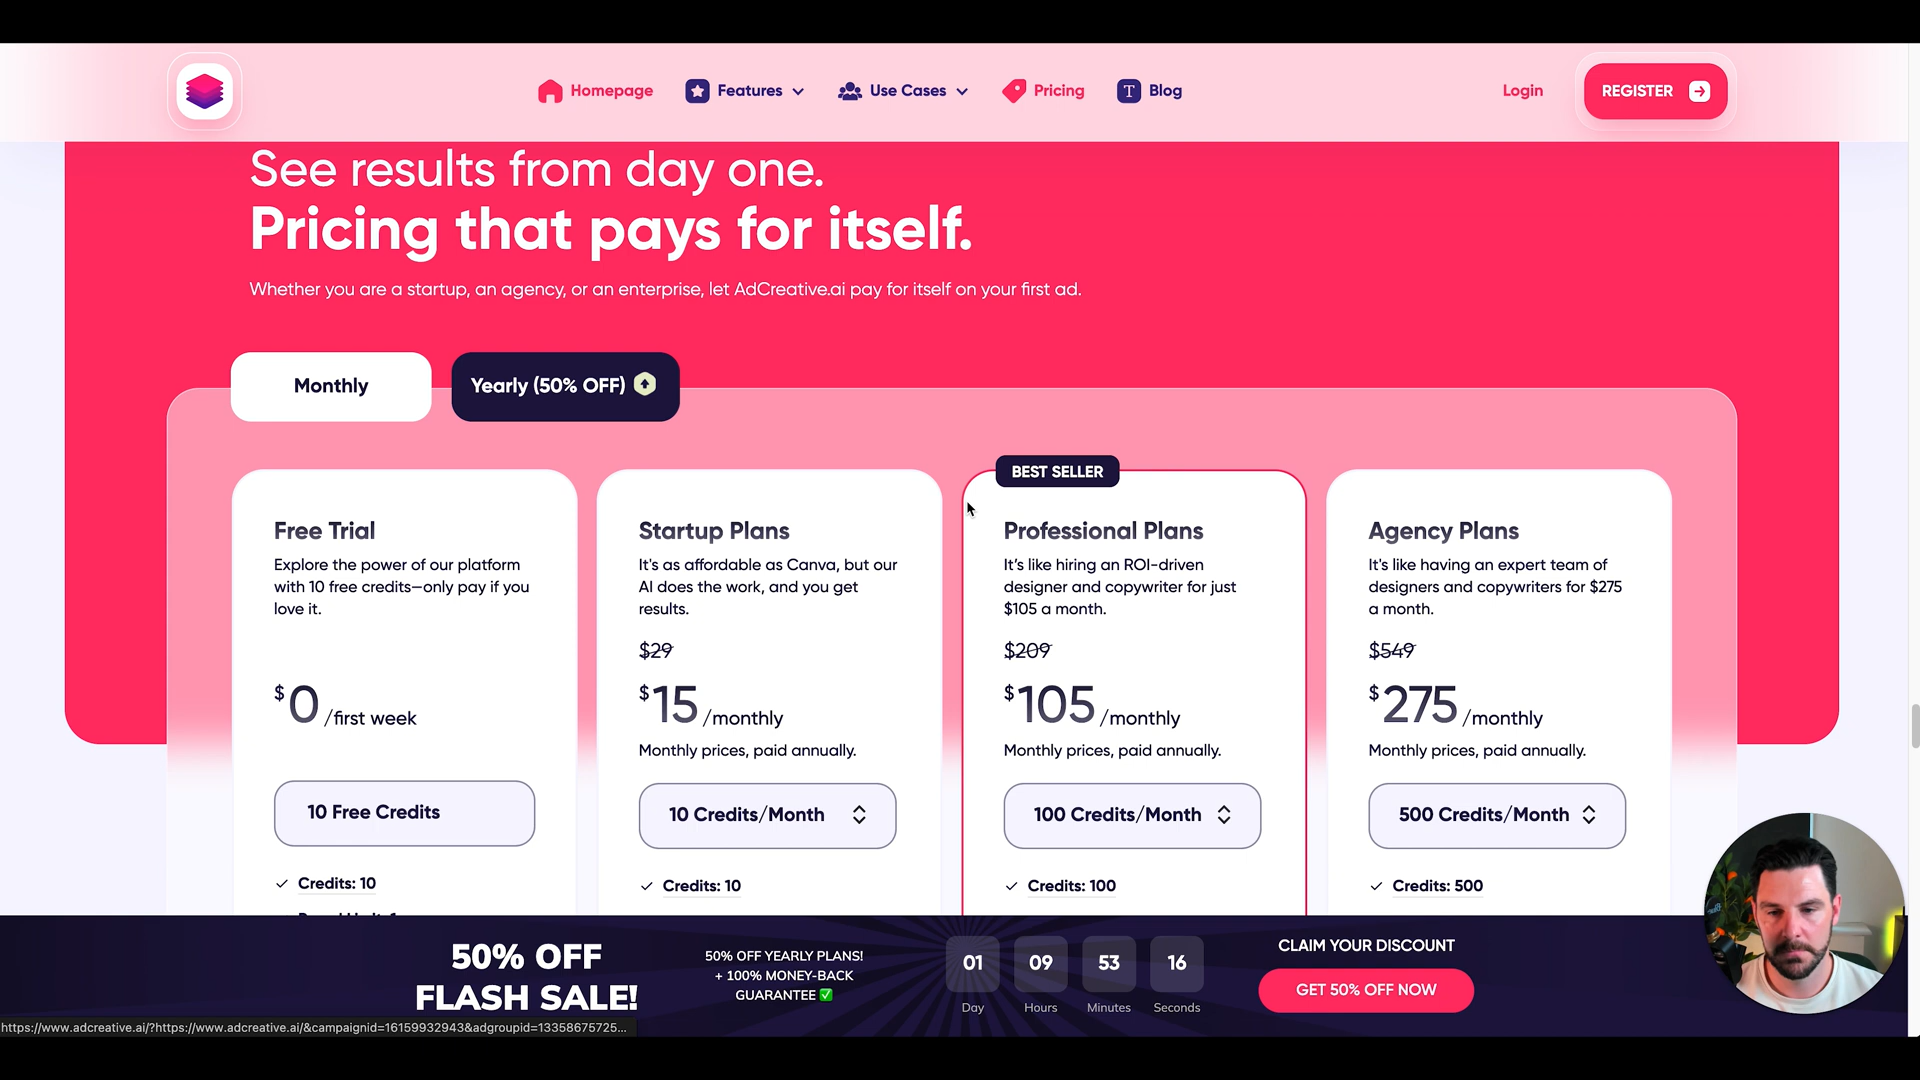 Homepage
Features
Use Cases
Pricing
T Blog
Login
REGISTER
See results from day one.
Pricing that pays for itself.
Whether you are a startup, an agency, or an enterprise, let AdCreative.ai pay for itself on your first ad.
Monthly
Yearly (50% OFF)
Free Trial
Explore the power of our platform
with 10 free credits—only pay if you
love it.
$0 /first week
10 Free Credits
Credits: 10
Startup Plans
It's as affordable as Canva, but our
AI does the work, and you get
results.
$29
$15 /monthly
Monthly prices, paid annually.
10 Credits/Month
Credits: 10
BEST SELLER
Professional Plans
It's like hiring an ROI-driven
designer and copywriter for just
$105 a month.
$209
$105 /monthly
Monthly prices, paid annually.
100 Credits/Month
Credits: 100
Agency Plans
It's like having an expert team of
designers and copywriters for $275
a month.
$549
$275 /monthly
Monthly prices, paid annually.
500 Credits/Month
Credits: 500
50% OFF
FLASH SALE!
50% OFF YEARLY PLANS!
+ 100% MONEY-BACK
GUARANTEE ✅
01 09 53 16
Day Hours Minutes Seconds
CLAIM YOUR DISCOUNT
GET 50% OFF NOW
https://www.adcreative.ai/?https://www.adcreative.ai/&campaignid=16159932943&adgroupid=13358675725...